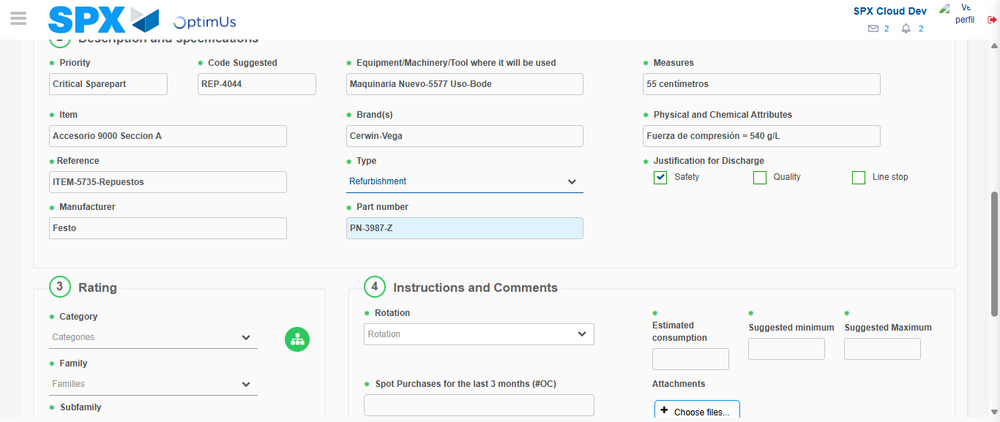 SPX OptimUs
SPX Cloud Dev
Ve
perfil
2 2
2 Description and specifications
* Priority
Critical Sparepart
* Code Suggested
REP-4044
* Equipment/Machinery/Tool where it will be used
Maquinaria Nuevo-5577 Uso-Bode
* Measures
55 centímetros
* Item
Accesorio 9000 Seccion A
* Brand(s)
Cerwin-Vega
* Physical and Chemical Attributes
Fuerza de compresión = 540 g/L
* Reference
ITEM-5735-Repuestos
* Type
Refurbishment
* Justification for Discharge
Safety Quality Line stop
* Manufacturer
Festo
* Part number
PN-3987-Z
3 Rating
* Category
Categories
* Family
Families
* Subfamily
4 Instructions and Comments
* Rotation
Rotation
* Estimated
consumption
* Suggested minimum
* Suggested Maximum
* Spot Purchases for the last 3 months (#OC)
Attachments
+ Choose files...